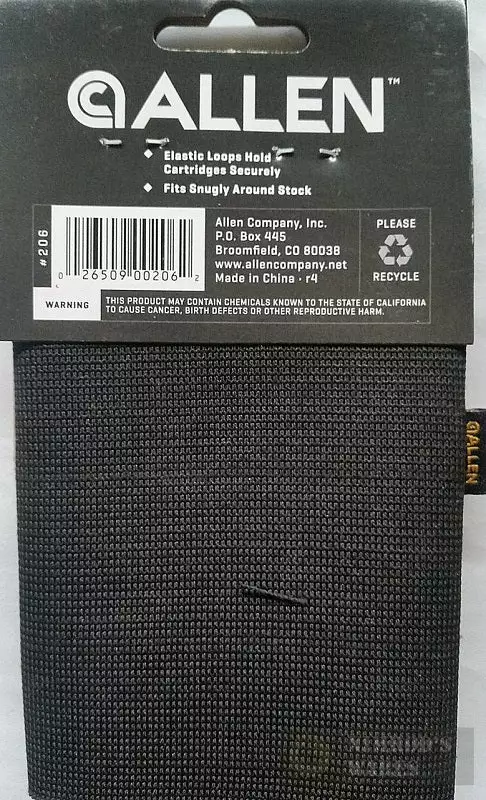 ALLEN™
◆ Elastic Loops Hold
Cartridges Securely
◆ Fits Snugly Around Stock
#206
0 26509 00206 2
Allen Company, Inc.
P.O. Box 445
Broomfield, CO 80038
www.allencompany.net
Made in China · r4
PLEASE
RECYCLE
WARNING
THIS PRODUCT MAY CONTAIN CHEMICALS KNOWN TO THE STATE OF CALIFORNIA
TO CAUSE CANCER, BIRTH DEFECTS OR OTHER REPRODUCTIVE HARM.
ALLEN
NIMROD'S
WARES